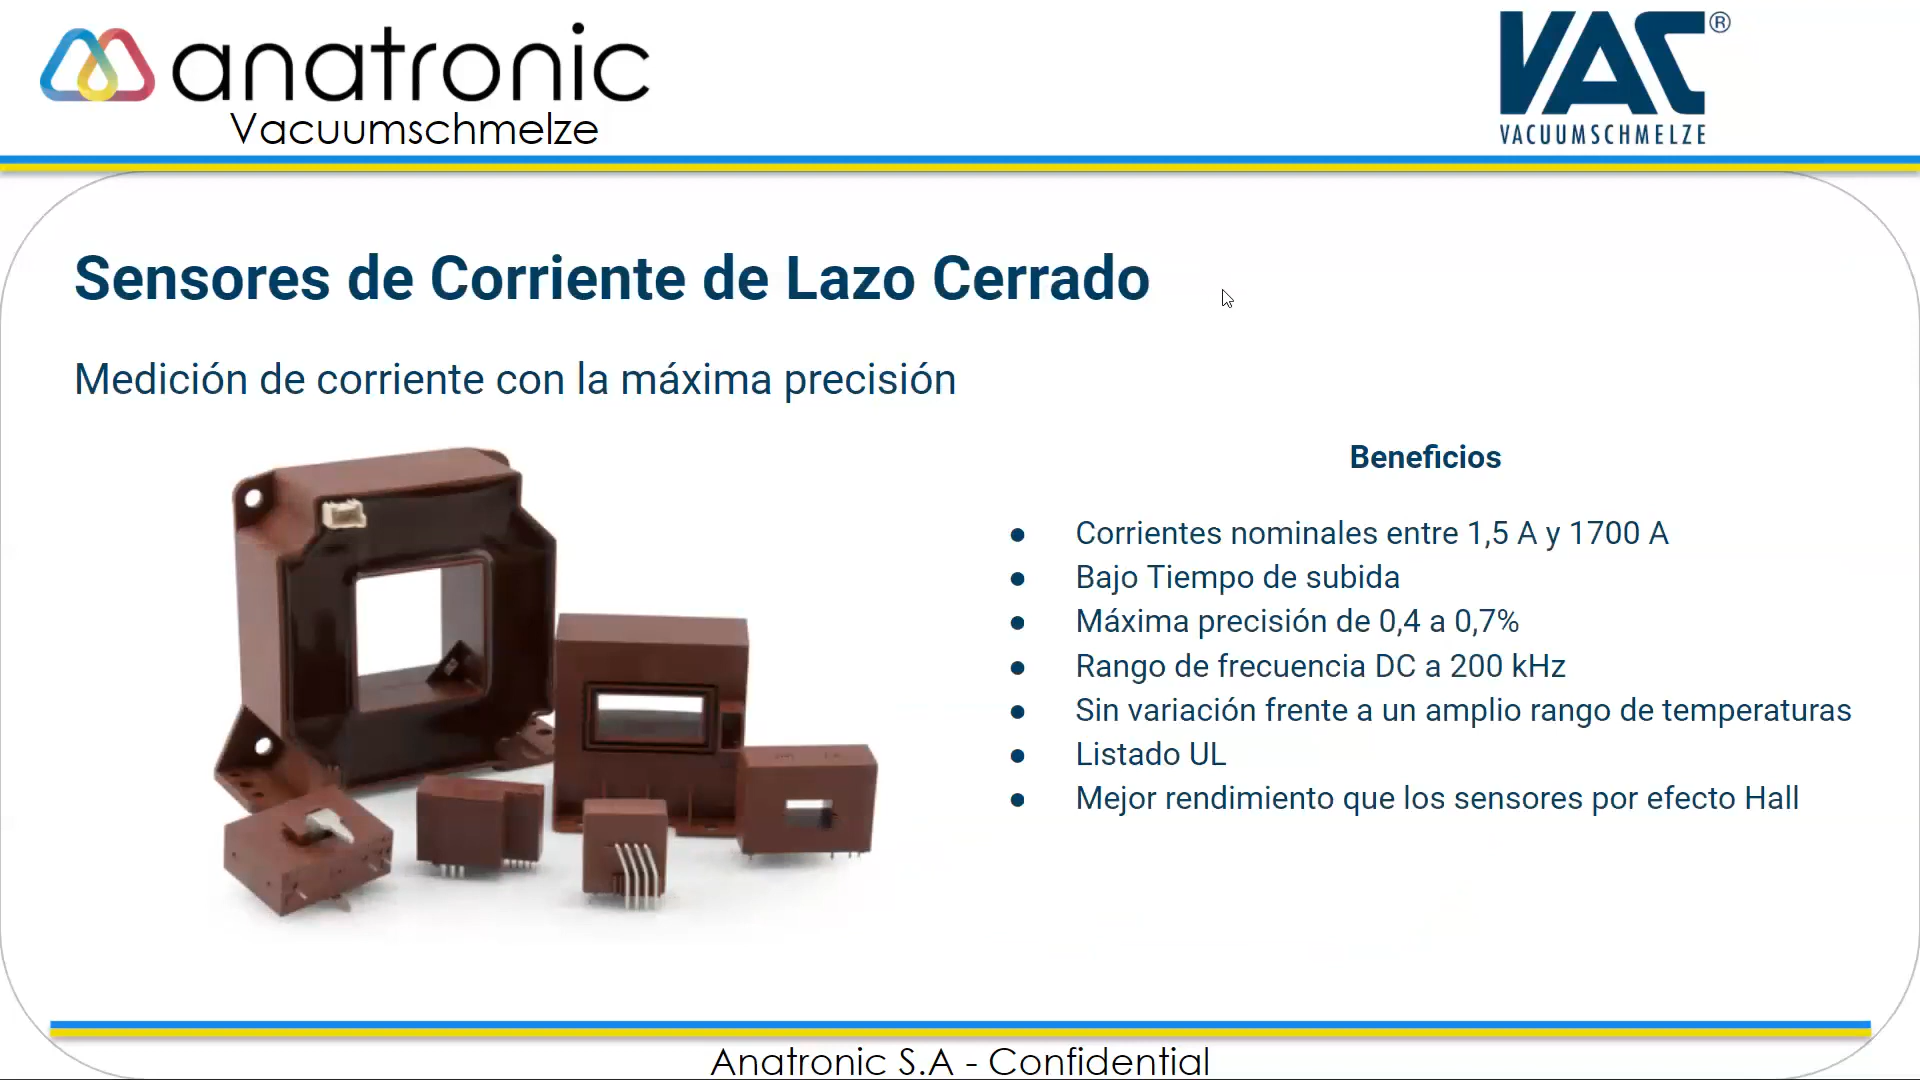 anatronic
Vacuumschmelze
VAC®
VACUUMSCHMELZE
Sensores de Corriente de Lazo Cerrado
Medición de corriente con la máxima precisión
Beneficios
● Corrientes nominales entre 1,5 A y 1700 A
● Bajo Tiempo de subida
● Máxima precisión de 0,4 a 0,7%
● Rango de frecuencia DC a 200 kHz
● Sin variación frente a un amplio rango de temperaturas
● Listado UL
● Mejor rendimiento que los sensores por efecto Hall
Anatronic S.A - Confidential